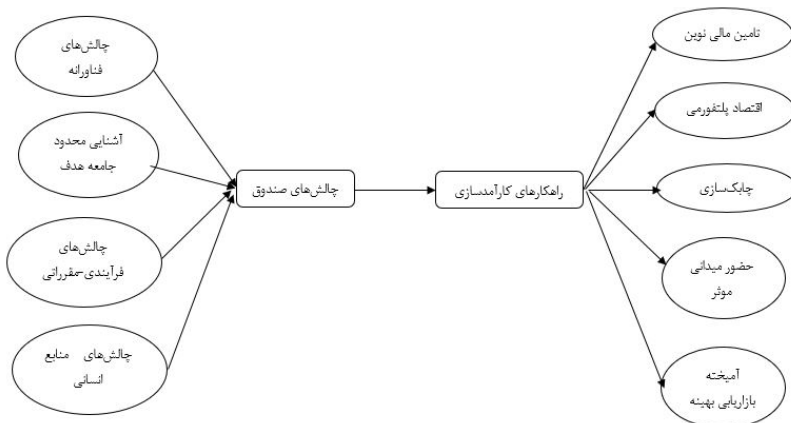 چالش‌های
فناورانه
آشنایی محدود
جامعه هدف
چالش‌های
فرآیندی-مقرراتی
چالش‌های منابع
انسانی
چالش‌های صندوق
راهکارهای کارآمدسازی
تامین مالی نوین
اقتصاد پلتفورمی
چابک‌سازی
حضور میدانی
موثر
آمیخته
بازاریابی بهینه